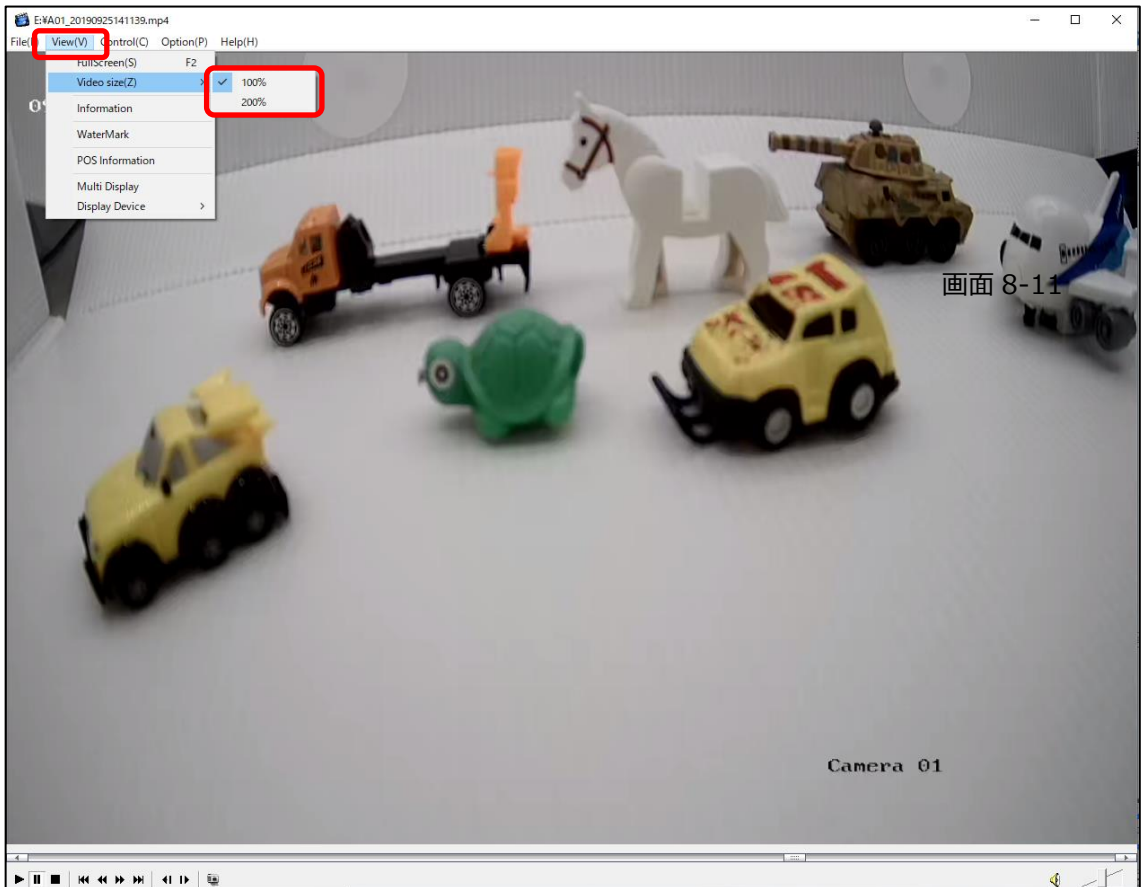 E:¥A01_20190925141139.mp4
View(V) Control(C) Option(P) Help(H)
FullScreen(S) F2
Video size(Z)
100%
200%
Information
WaterMark
POS Information
Multi Display
Display Device
画面 8-11
Camera 01